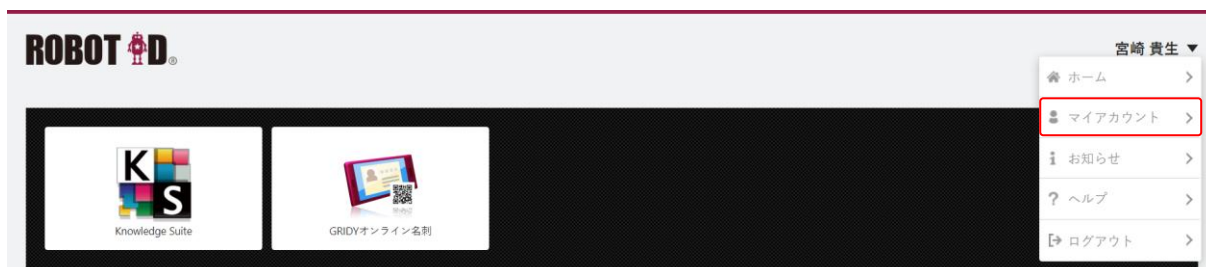 ROBOT ID®
宮崎 貴生 ▼
ホーム
マイアカウント
お知らせ
ヘルプ
ログアウト
KS
Knowledge Suite
GRIDYオンライン名刺